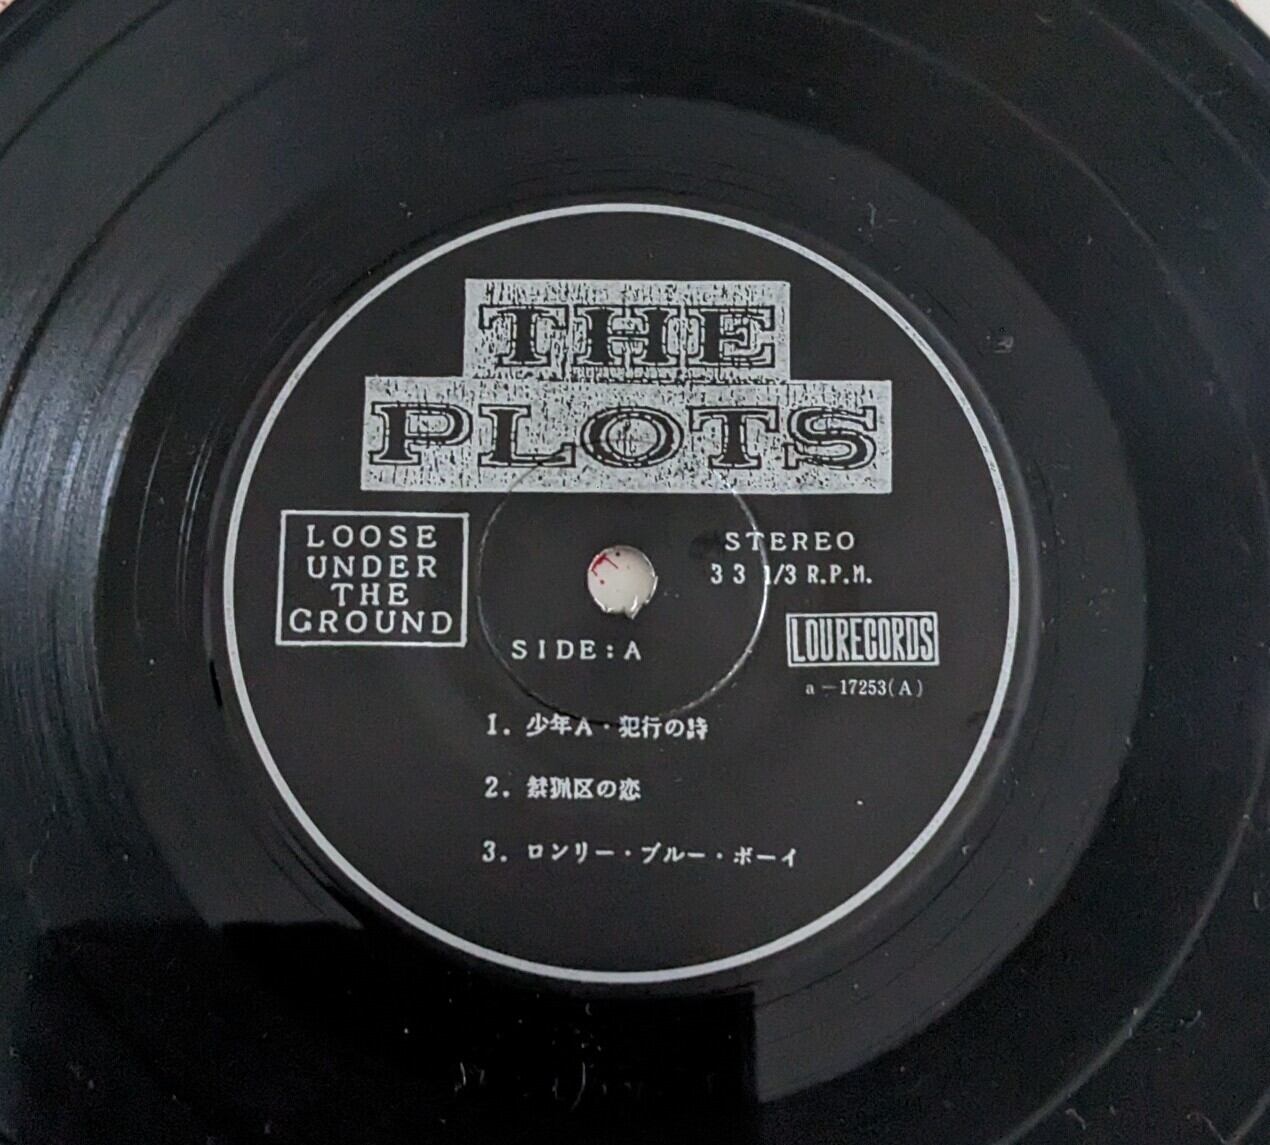 THE
PLOTS
LOOSE
UNDER
THE
GROUND
STEREO
33 1/3 R.P.M.
SIDE:A
LOURECORDS
a-17253(A)
1. 少年A・犯行の詩
2. 禁猟区の恋
3. ロンリー・ブルー・ボーイ